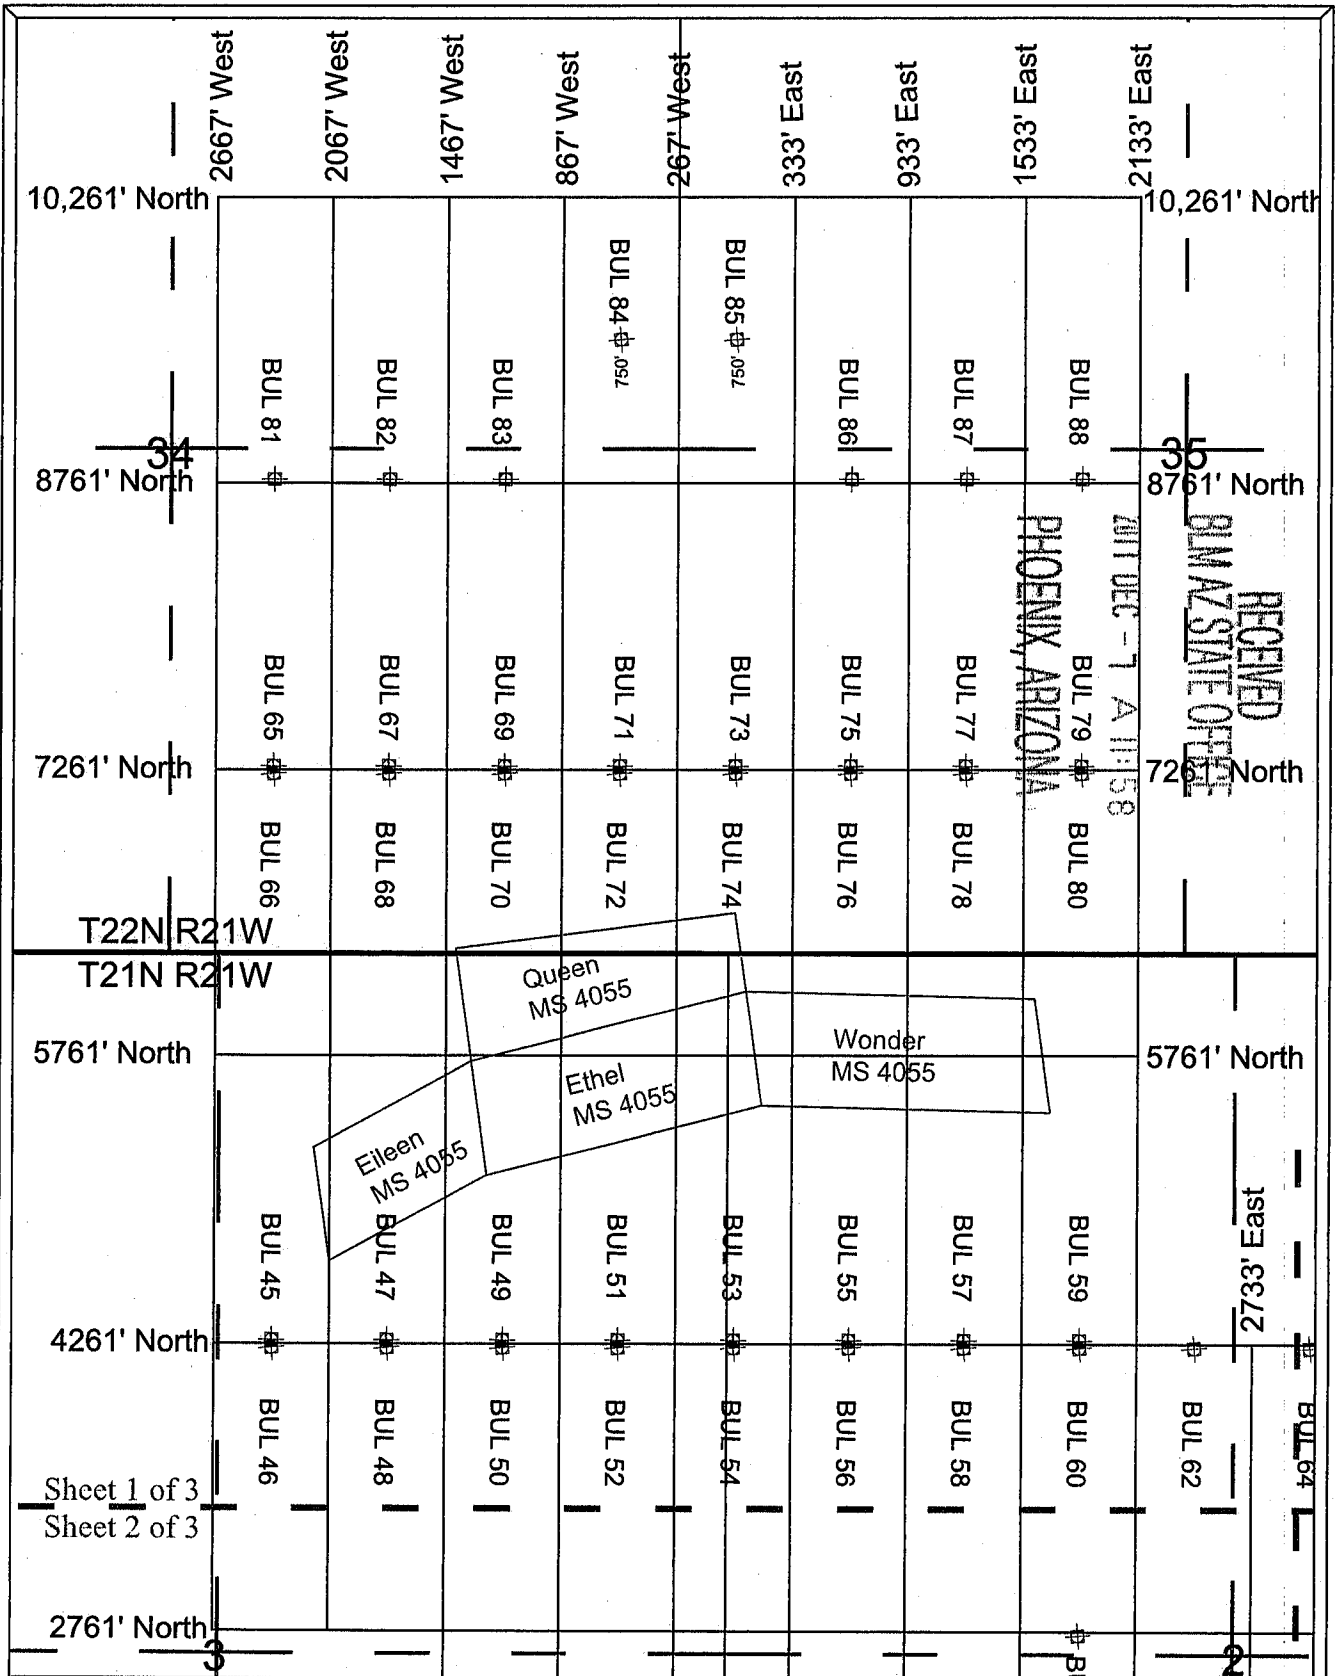 2667' West
2067' West
1467' West
867' West
267' West
333' East
933' East
1533' East
2133' East
10,261' North
10,261' North
BUL 84
750'
BUL 85
750'
BUL 81
BUL 82
BUL 83
BUL 86
BUL 87
BUL 88
34
35
8761' North
8761' North
RECEIVED
BLM AZ STATE OFFICE
2011 DEC -7 A 11:58
PHOENIX, ARIZONA
BUL 65
BUL 67
BUL 69
BUL 71
BUL 73
BUL 75
BUL 77
BUL 79
7261' North
7261' North
BUL 66
BUL 68
BUL 70
BUL 72
BUL 74
BUL 76
BUL 78
BUL 80
T22N R21W
T21N R21W
Queen
MS 4055
5761' North
Wonder
MS 4055
5761' North
Ethel
MS 4055
Eileen
MS 4055
BUL 45
BUL 47
BUL 49
BUL 51
BUL 53
BUL 55
BUL 57
BUL 59
2733' East
4261' North
BUL 46
BUL 48
BUL 50
BUL 52
BUL 54
BUL 56
BUL 58
BUL 60
BUL 62
BUL 64
Sheet 1 of 3
Sheet 2 of 3
2761' North
3
2